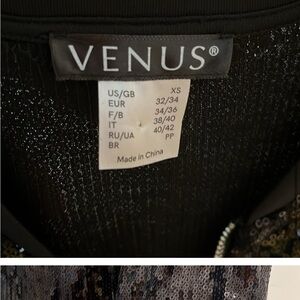 VENUS®
US/GB XS
EUR 32/34
F/B 34/36
IT 38/40
RU/UA 40/42
BR PP
Made in China